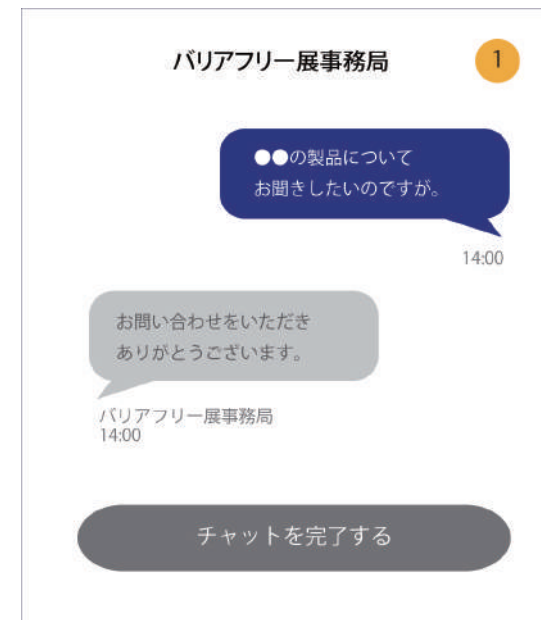 バリアフリー展事務局
1
●●の製品について
お聞きしたいのですが。
14:00
お問い合わせをいただき
ありがとうございます。
バリアフリー展事務局
14:00
チャットを完了する